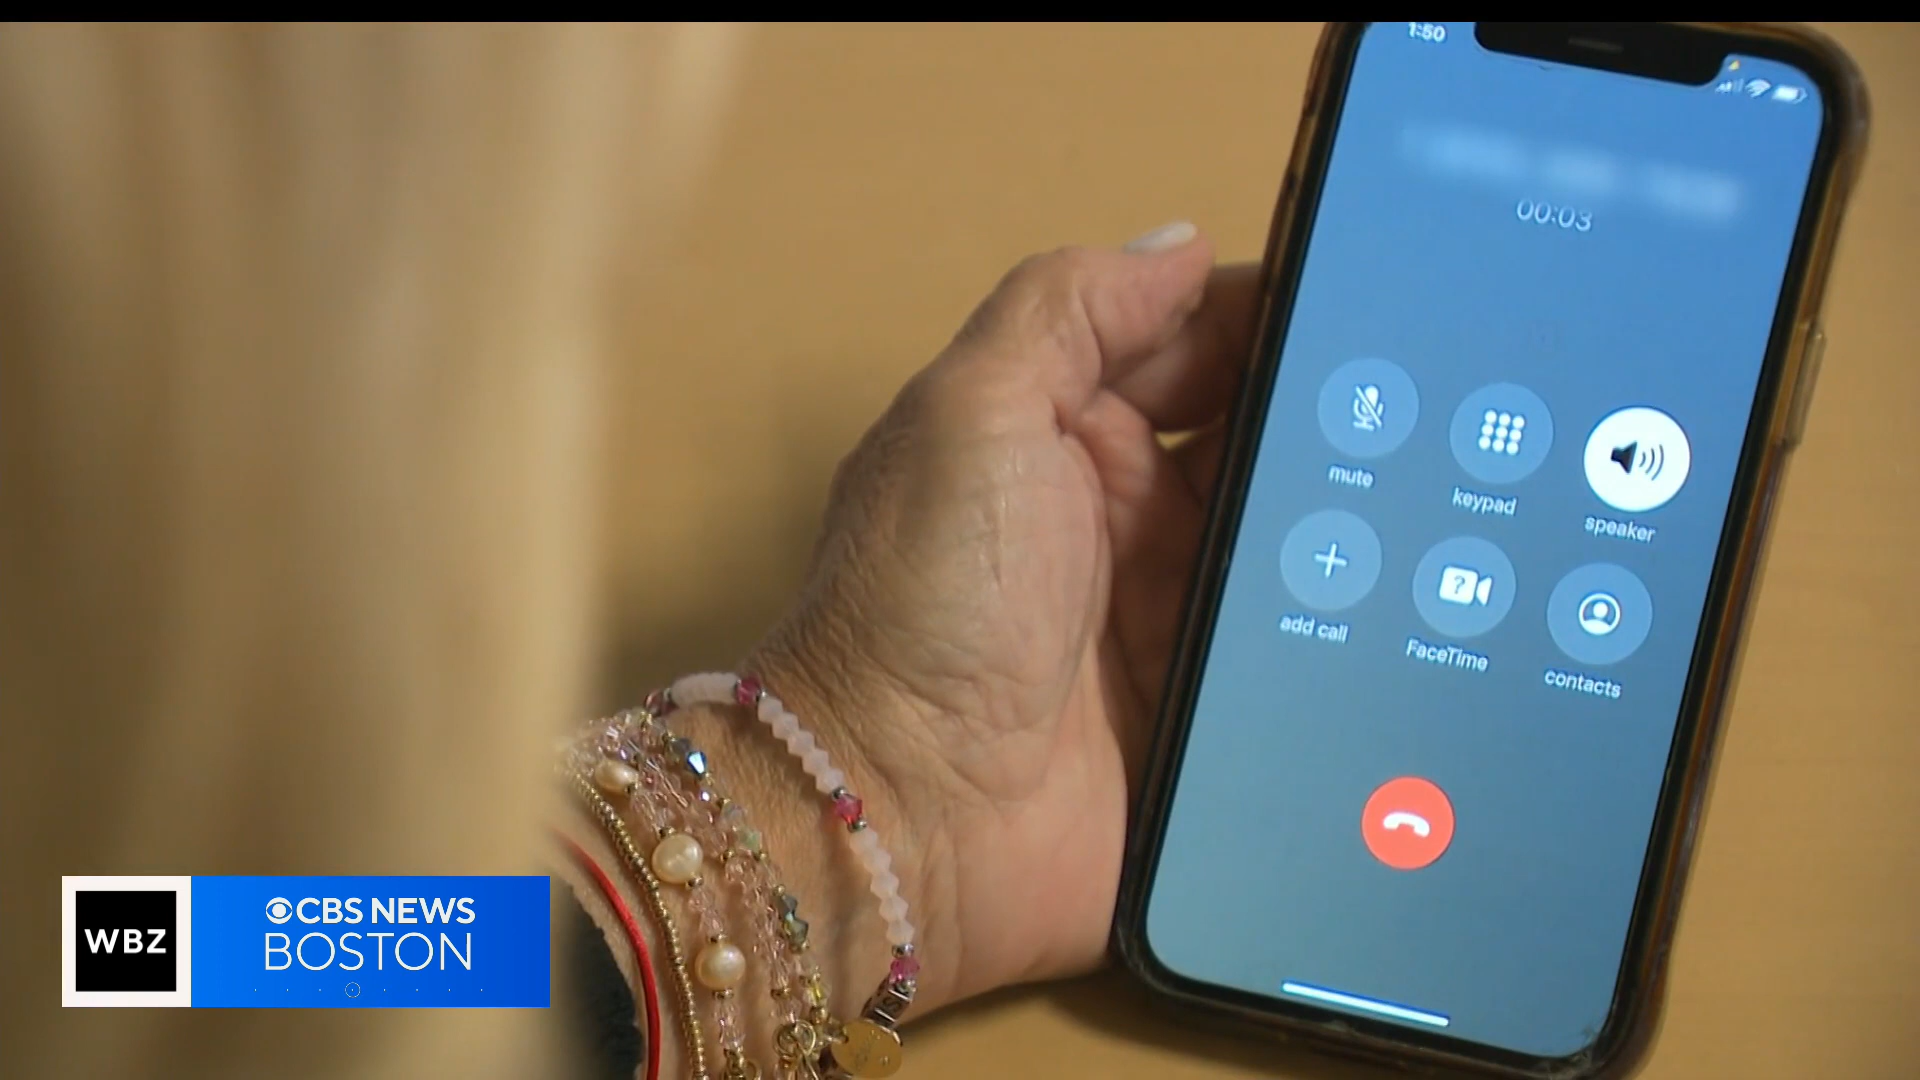 1:50
00:03
mute
keypad
speaker
add call
FaceTime
contacts
WBZ
CBS NEWS
BOSTON